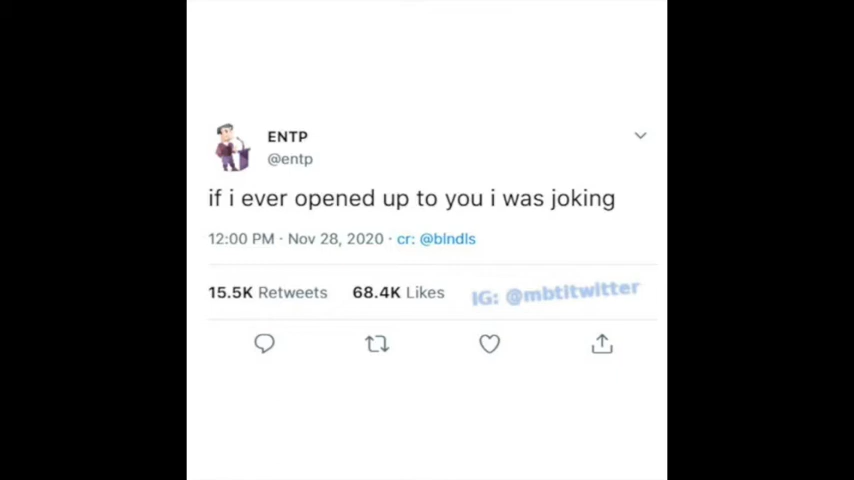 ENTP
@entp
if i ever opened up to you i was joking
12:00 PM · Nov 28, 2020 · cr: @blndls
15.5K Retweets 68.4K Likes IG: @mbtitwitter